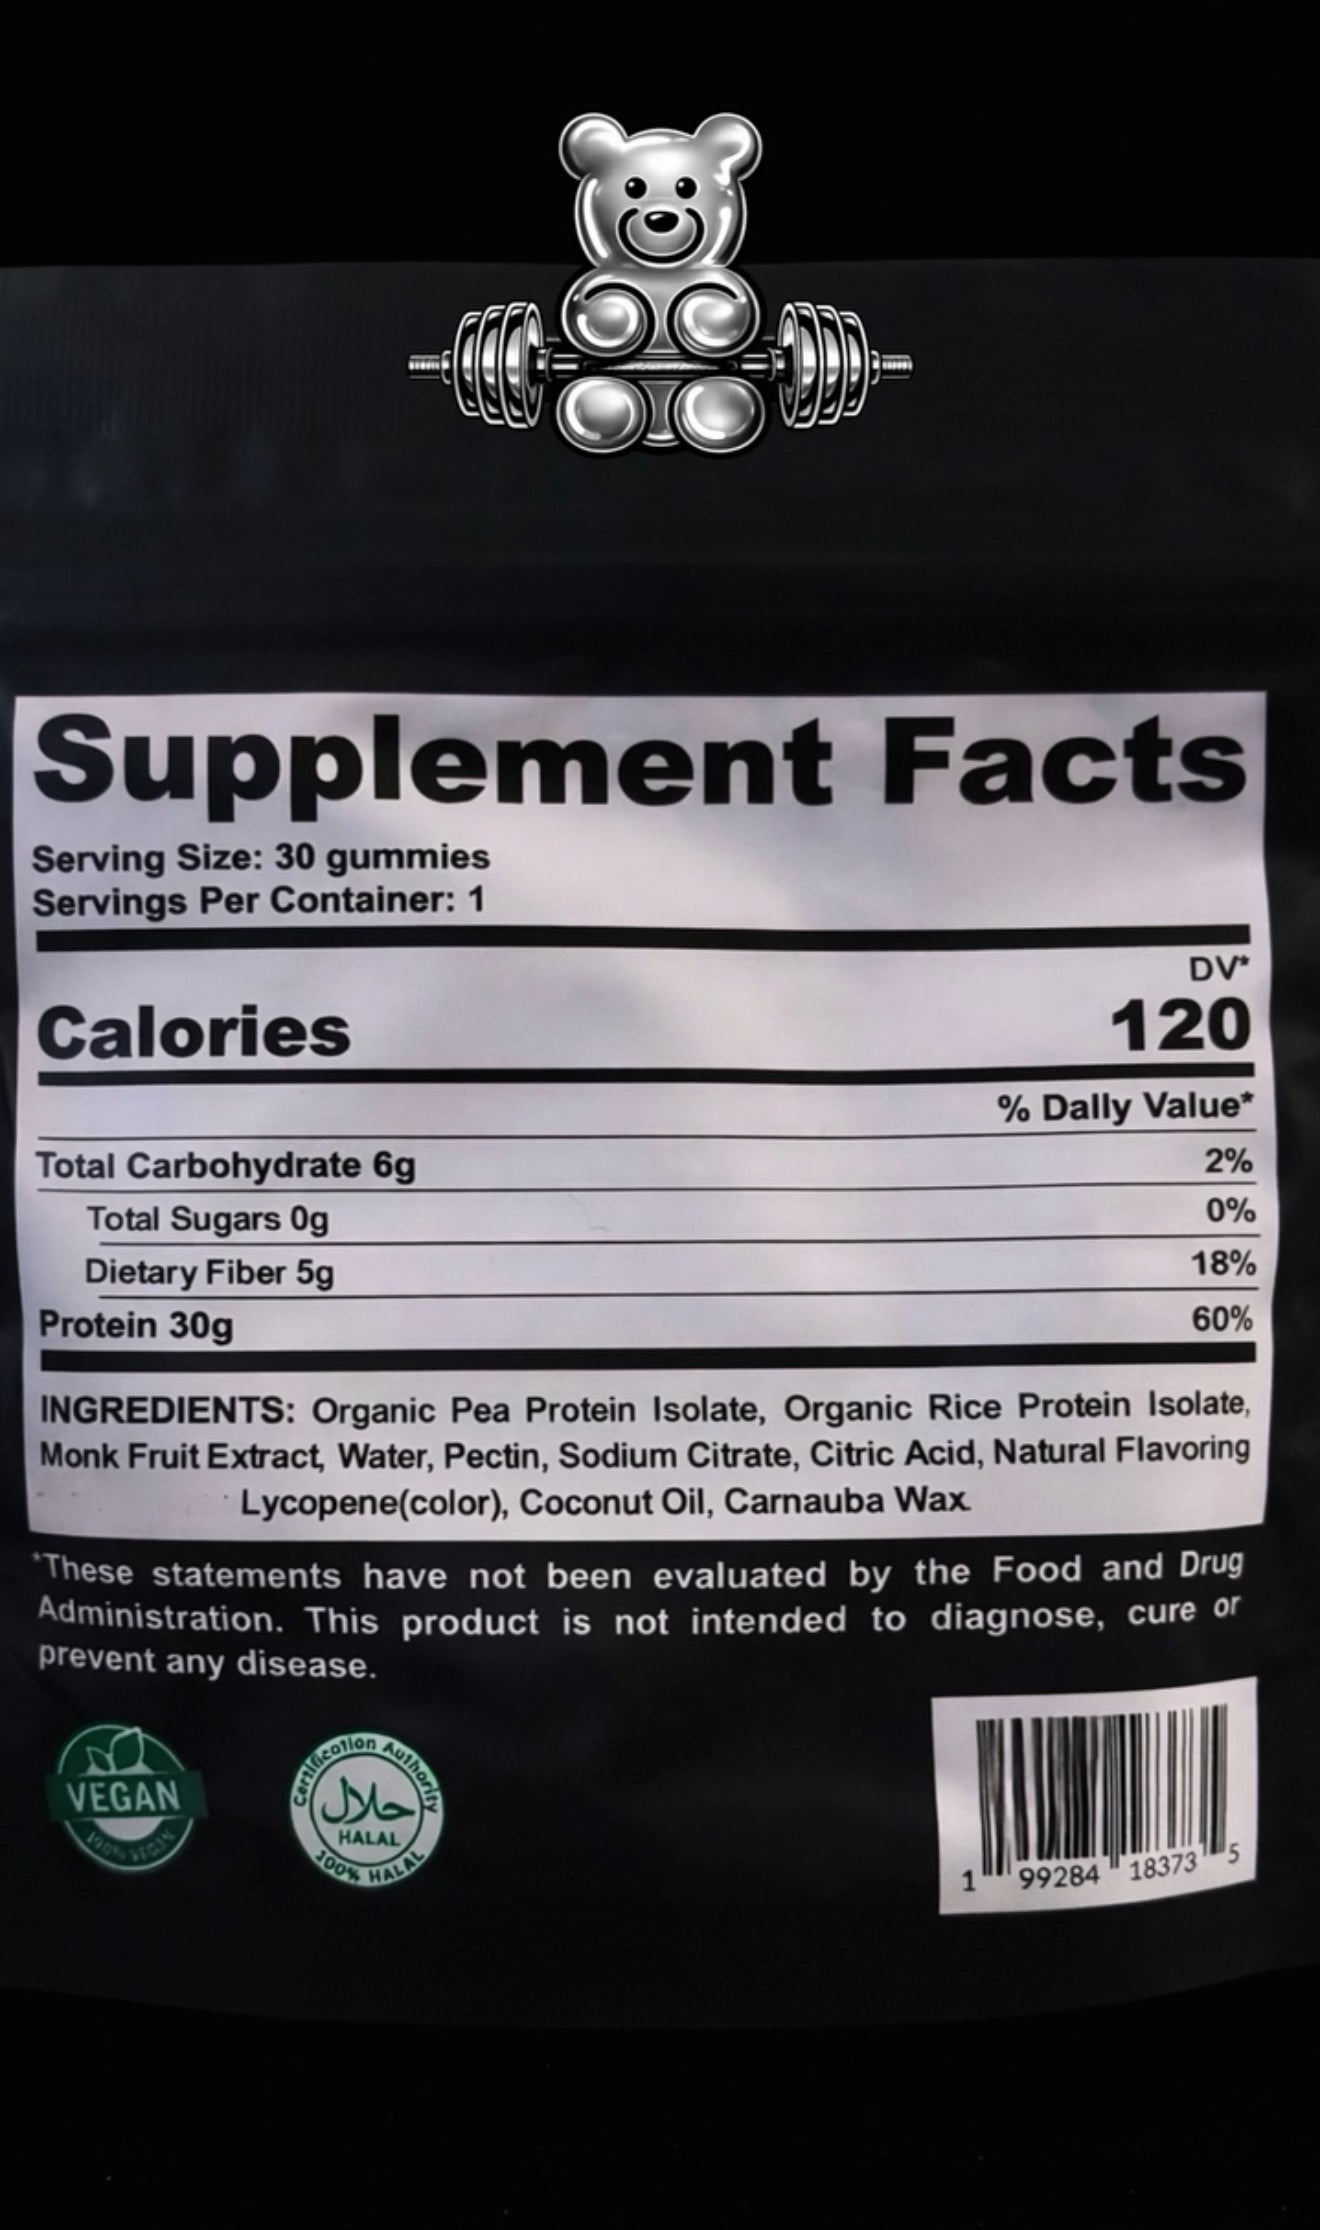 Supplement Facts
Serving Size: 30 gummies
Servings Per Container: 1
DV*
Calories 120
% Dally Value*
Total Carbohydrate 6g 2%
Total Sugars 0g 0%
Dietary Fiber 5g 18%
Protein 30g 60%
INGREDIENTS: Organic Pea Protein Isolate, Organic Rice Protein Isolate,
Monk Fruit Extract, Water, Pectin, Sodium Citrate, Citric Acid, Natural Flavoring
Lycopene(color), Coconut Oil, Carnauba Wax
*These statements have not been evaluated by the Food and Drug
Administration. This product is not intended to diagnose, cure or
prevent any disease.
VEGAN
100% VEGAN
Certification Authority
حلال
HALAL
100% HALAL
1 99284 18373 5